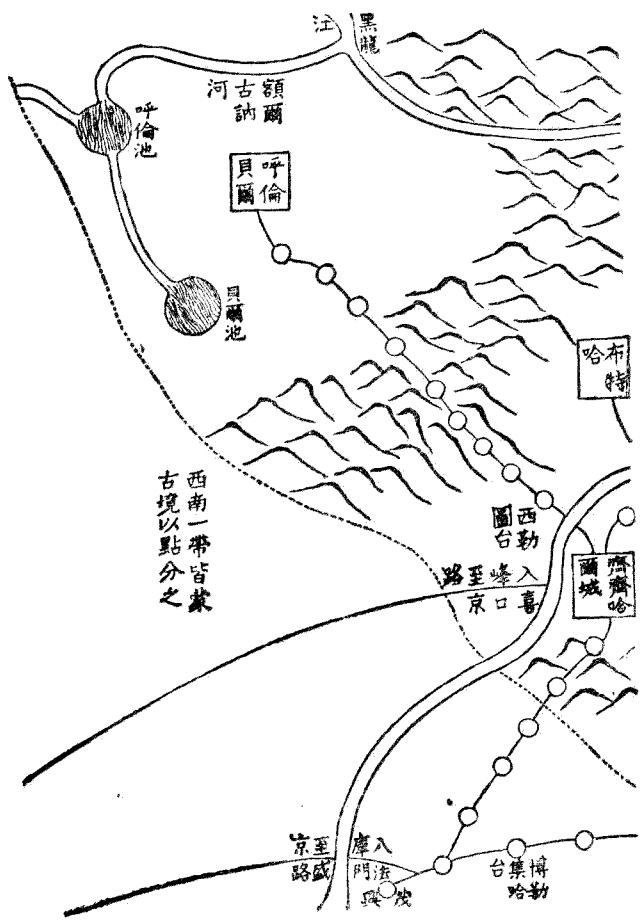 黑龍
江
額爾
古訥
河
呼倫池
呼倫
貝爾
貝爾池
布特
哈
西勒
圖台
齊齊哈
爾城
入喜
峰口
至京
路
西南一帶皆蒙
古境以點分之
入法
庫門
至盛
京路
茂興
博勒
集哈
台